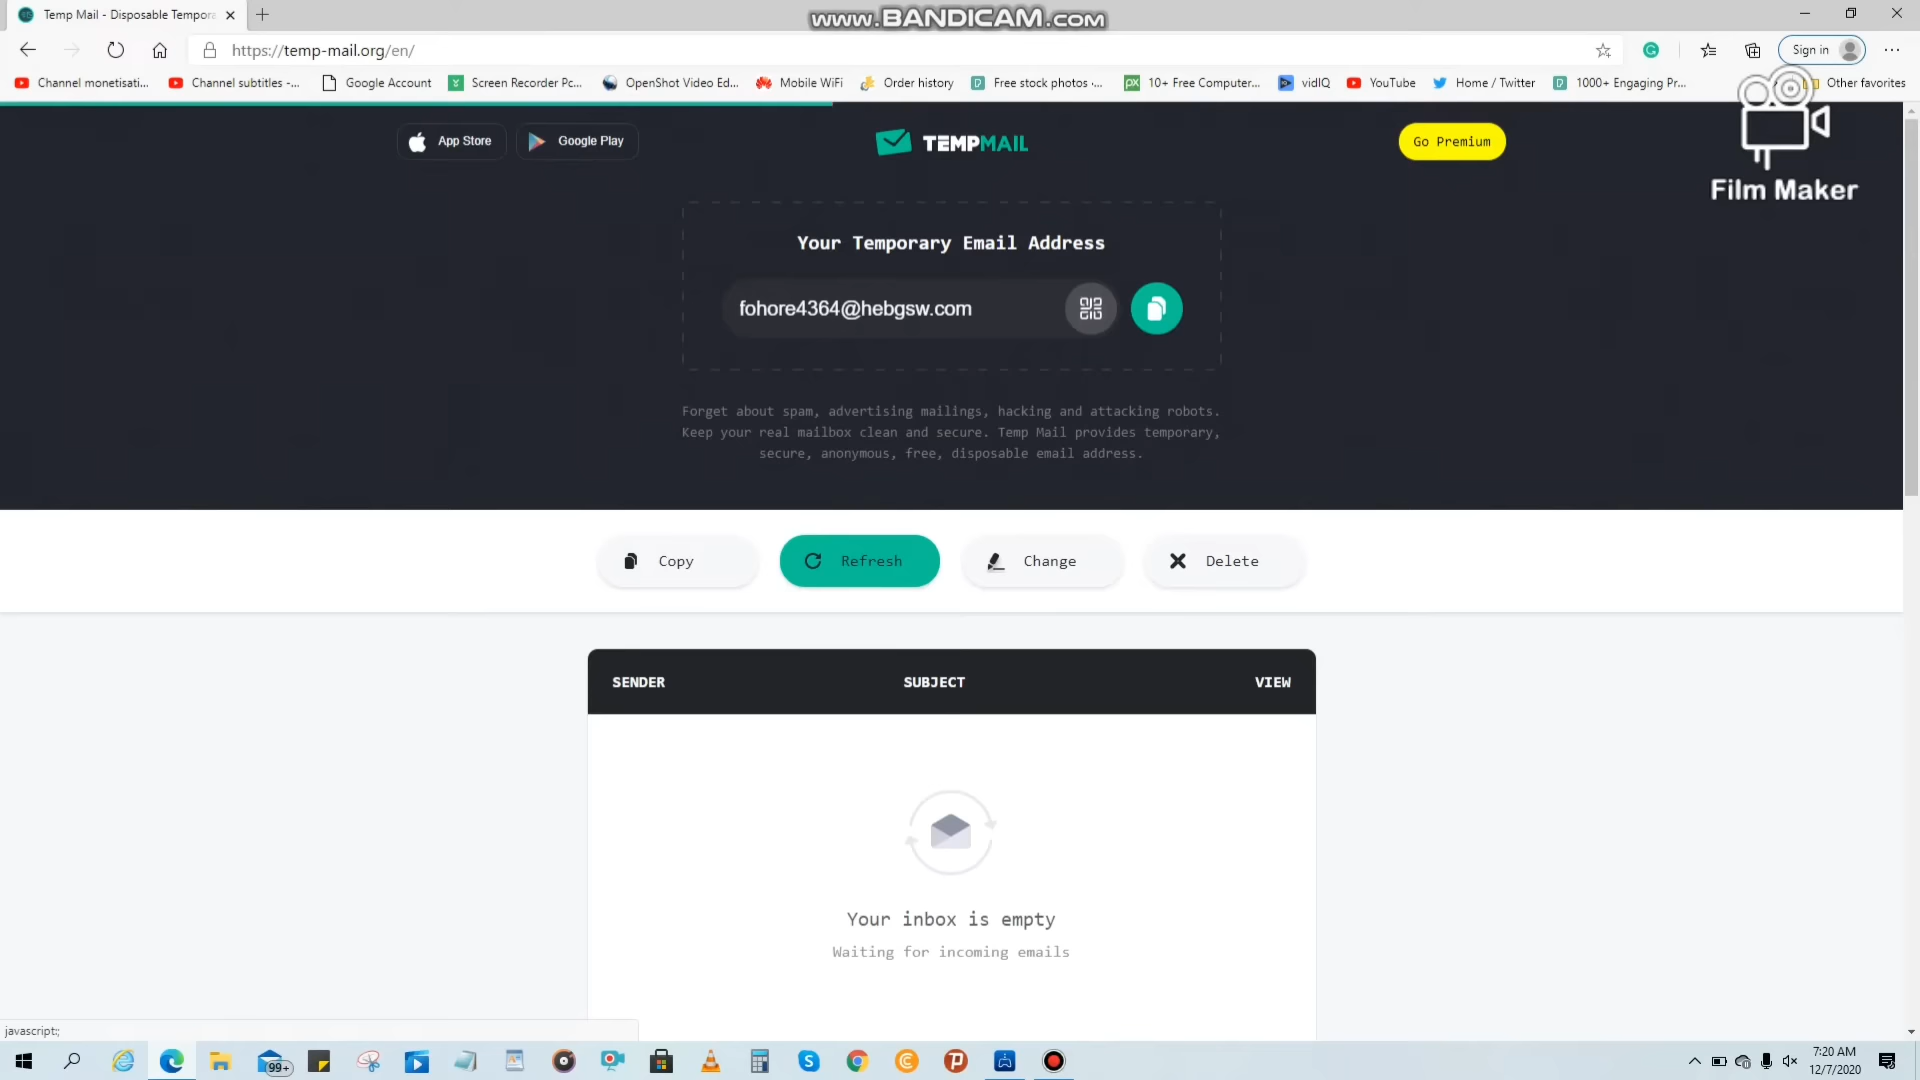 Temp Mail - Disposable Tempora
www.BANDICAM.com
https://temp-mail.org/en/
Sign in
Channel monetisati...
Channel subtitles -...
Google Account
Screen Recorder Pc...
OpenShot Video Ed...
Mobile WiFi
Order history
Free stock photos ·...
10+ Free Computer...
vidIQ
YouTube
Home / Twitter
1000+ Engaging Pr...
Other favorites
App Store
Google Play
TEMPMAIL
Go Premium
Film Maker
Your Temporary Email Address
fohore4364@hebgsw.com
Forget about spam, advertising mailings, hacking and attacking robots.
Keep your real mailbox clean and secure. Temp Mail provides temporary,
secure, anonymous, free, disposable email address.
Copy
Refresh
Change
Delete
SENDER
SUBJECT
VIEW
Your inbox is empty
Waiting for incoming emails
javascript:;
99+
7:20 AM
12/7/2020